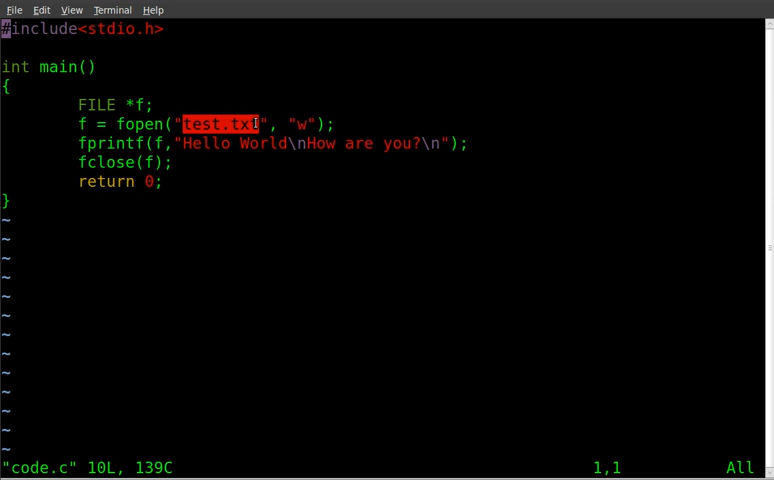 File Edit View Terminal Help
#include<stdio.h>
int main()
{
FILE *f;
f = fopen("test.txt", "w");
fprintf(f,"Hello World\nHow are you?\n");
fclose(f);
return 0;
}
~
~
~
~
~
~
~
~
~
~
~
~
~
"code.c" 10L, 139C 1,1 All